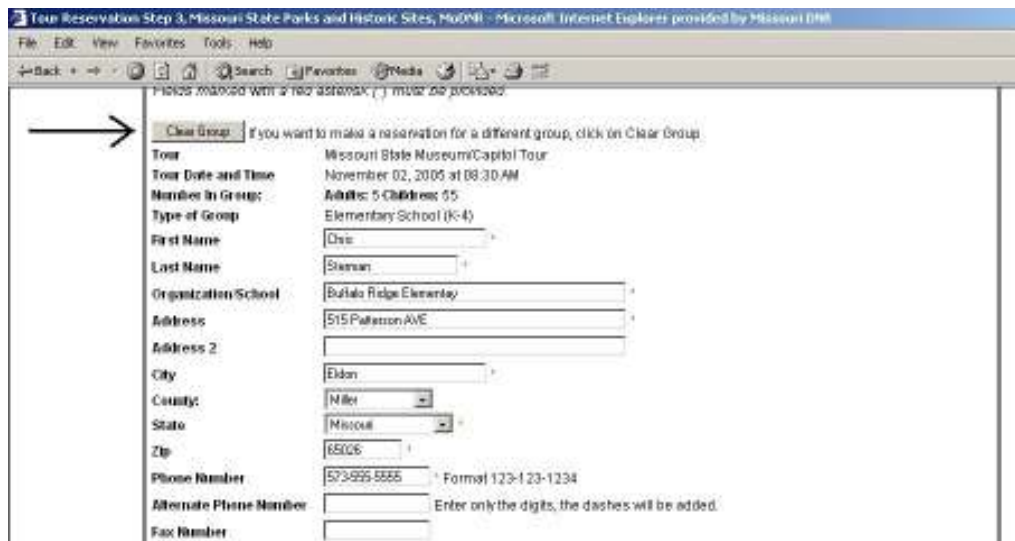 Tour Reservation Step 3, Missouri State Parks and Historic Sites, MoDNR - Microsoft Internet Explorer provided by Missouri DNR
File Edit View Favorites Tools Help
Back Search Favorites Media
Fields marked with a red asterisk (*) must be provided.
Clear Group If you want to make a reservation for a different group, click on Clear Group
Tour Missouri State Museum/Capitol Tour
Tour Date and Time November 02, 2005 at 08:30 AM
Number In Group: Adults: 5 Children: 55
Type of Group Elementary School (K-4)
First Name Chris *
Last Name *
Organization/School Buffalo Ridge Elementay *
Address 515 Patterson AVE *
Address 2
City Eldon *
County: Miller
State Missouri *
Zip 65026 *
Phone Number 573-555-5555 * Format 123-123-1234
Alternate Phone Number Enter only the digits, the dashes will be added.
Fax Number